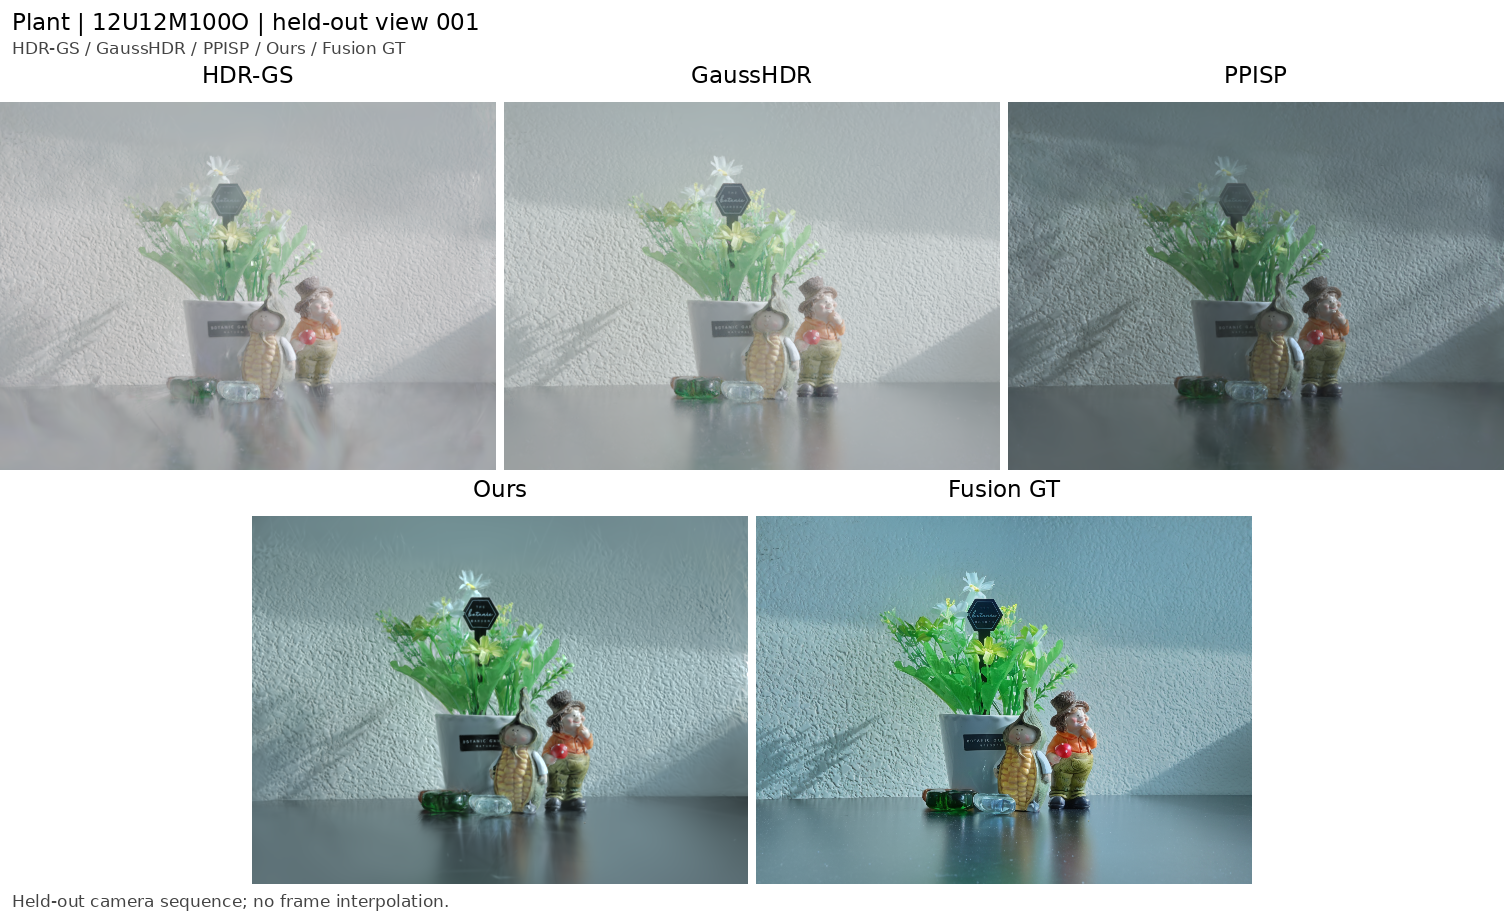 Plant | 12U12M100O | held-out view 001
HDR-GS / GaussHDR / PPISP / Ours / Fusion GT
HDR-GS
GaussHDR
PPISP
Ours
Fusion GT
botanic
Held-out camera sequence; no frame interpolation.